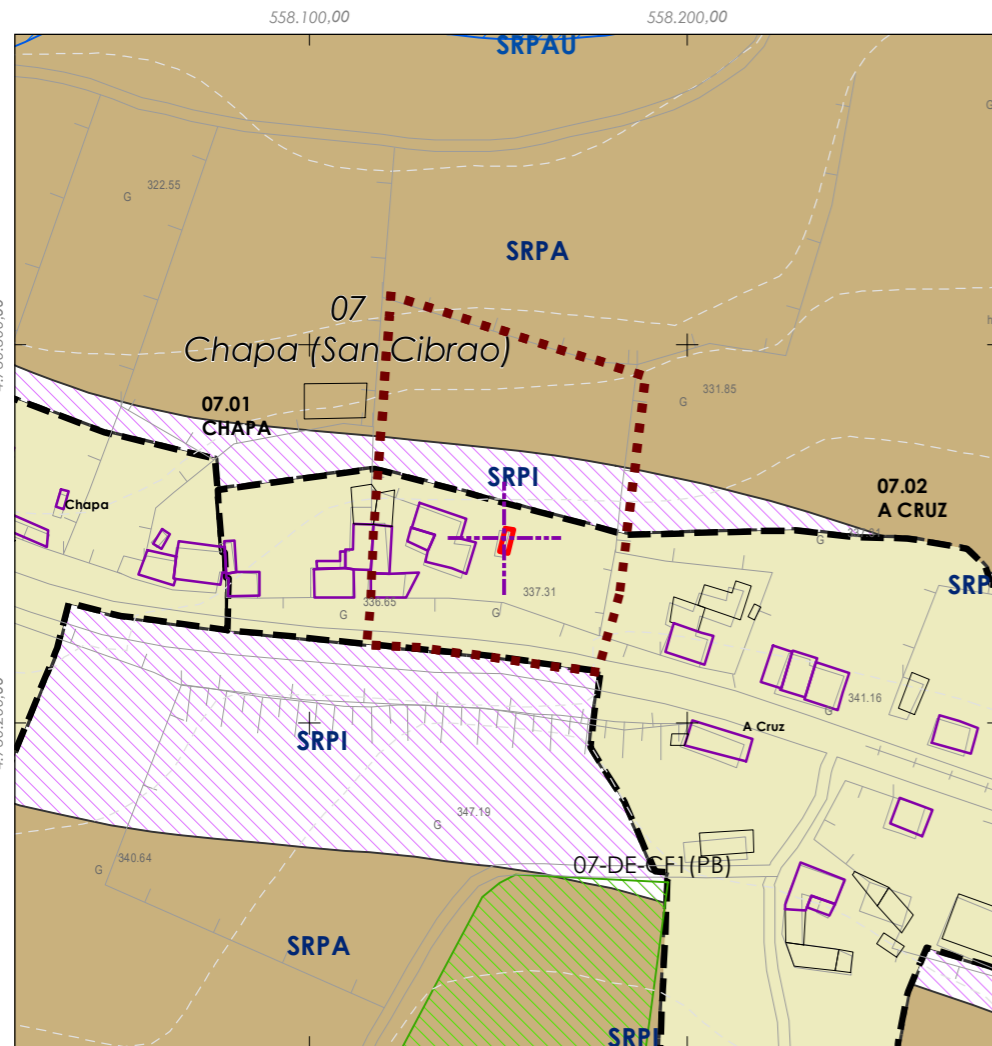 558.100,00
558.200,00
SRPAU
G
322.55
G
SRPA
07
Chapa (San Cibrao)
331.85
G
07.01
CHAPA
SRPI
07.02
A CRUZ
Chapa
G
337.31
336.65
G
G
SRP
341.16
G
A Cruz
SRPI
347.19
G
340.64
G
07-DE-CF1(PB)
SRPA
SRPI